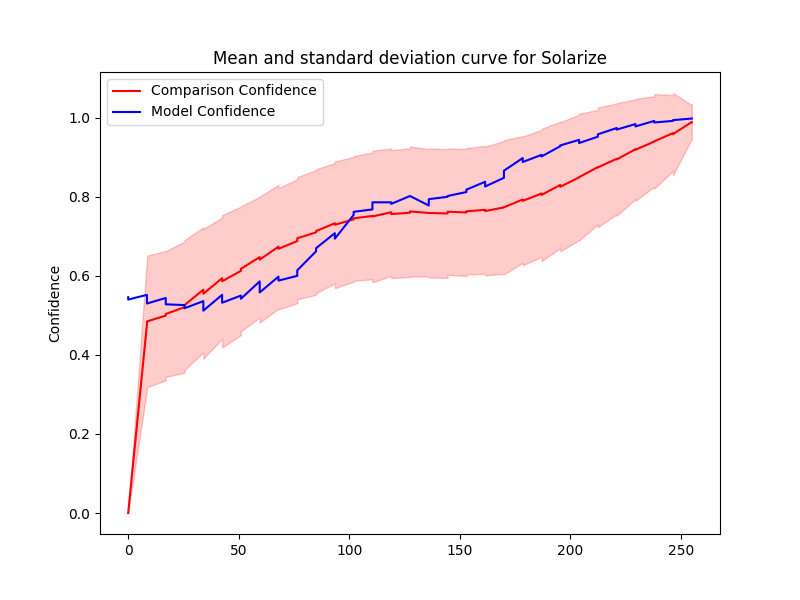 Mean and standard deviation curve for Solarize
Comparison Confidence
Model Confidence
Confidence
1.0
0.8
0.6
0.4
0.2
0.0
0 50 100 150 200 250